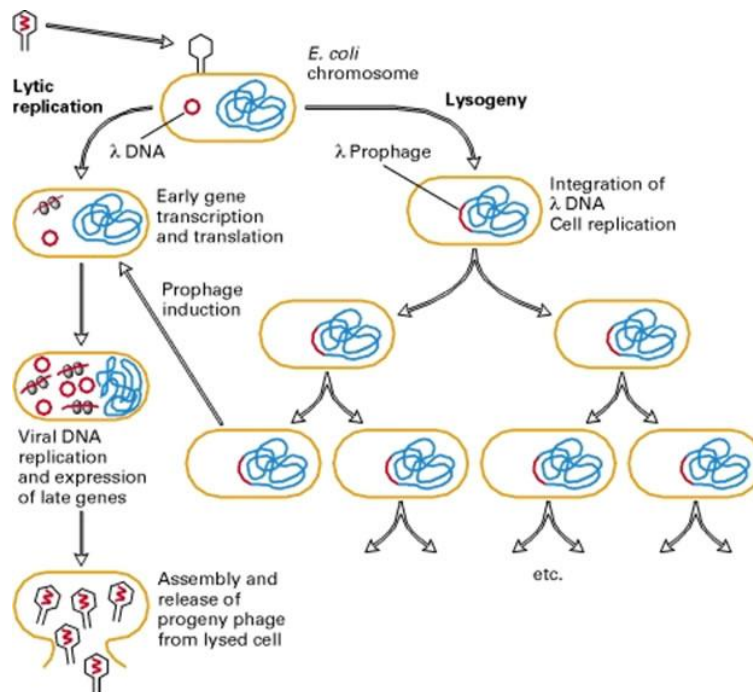 E. coli
chromosome
Lytic
replication
Lysogeny
λ DNA
λ Prophage
Early gene
transcription
and translation
Integration of
λ DNA
Cell replication
Prophage
induction
Viral DNA
replication
and expression
of late genes
Assembly and
release of
progeny phage
from lysed cell
etc.